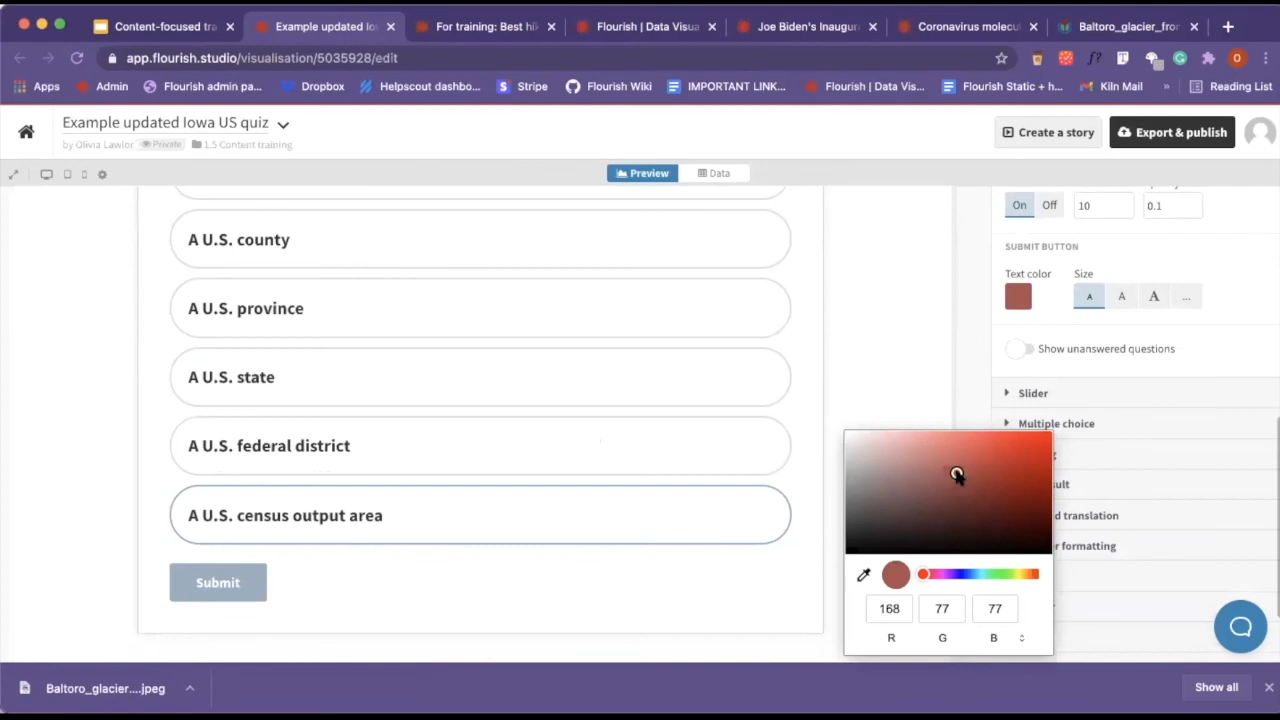 Content-focused tra
Example updated Iow
For training: Best hi
Flourish | Data Visua
Joe Biden's Inaugura
Coronavirus molecul
Baltoro_glacier_fror
app.flourish.studio/visualisation/5035928/edit
Apps
Admin
Flourish admin pa...
Dropbox
Helpscout dashbo...
Stripe
Flourish Wiki
IMPORTANT LINK...
Flourish | Data Vis...
Flourish Static + h...
Kiln Mail
»
Reading List
Example updated Iowa US quiz
by Olivia Lawlor Private 1.5 Content training
Create a story
Export & publish
Preview
Data
A U.S. county
A U.S. province
A U.S. state
A U.S. federal district
A U.S. census output area
Submit
On Off 10 0.1
SUBMIT BUTTON
Text color Size
A A A ...
Show unanswered questions
Slider
Multiple choice
d translation
r formatting
168 77 77
R G B
Baltoro_glacier....jpeg
Show all